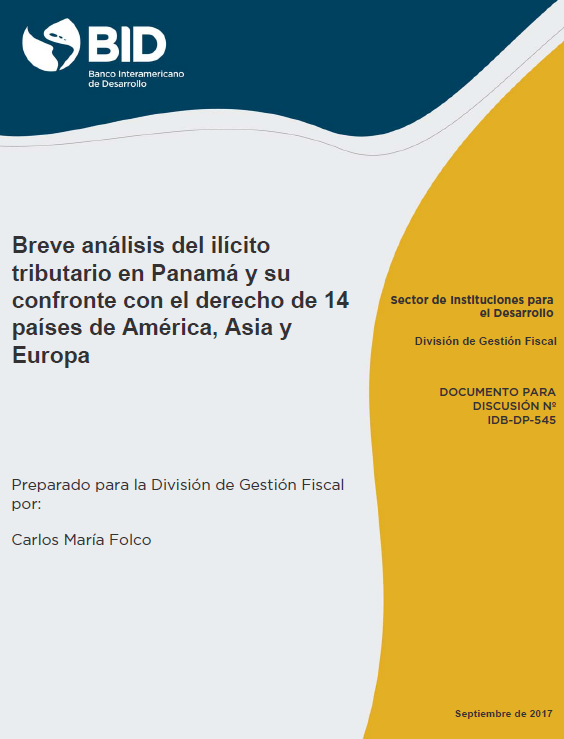 BID
Banco Interamericano
de Desarrollo
Breve análisis del ilícito
tributario en Panamá y su
confronte con el derecho de 14
países de América, Asia y
Europa
Sector de Instituciones para
el Desarrollo
División de Gestión Fiscal
DOCUMENTO PARA
DISCUSIÓN Nº
IDB-DP-545
Preparado para la División de Gestión Fiscal
por:
Carlos María Folco
Septiembre de 2017